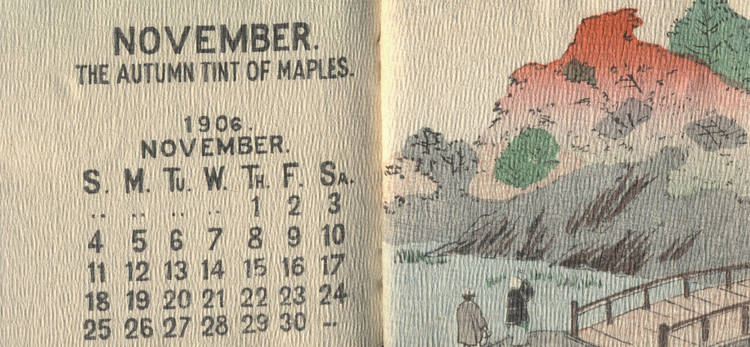 NOVEMBER.
THE AUTUMN TINT OF MAPLES.
1906.
NOVEMBER.
S. M. Tu. W. Th. F. Sa.
.. .. .. .. 1 2 3
4 5 6 7 8 9 10
11 12 13 14 15 16 17
18 19 20 21 22 23 24
25 26 27 28 29 30 --